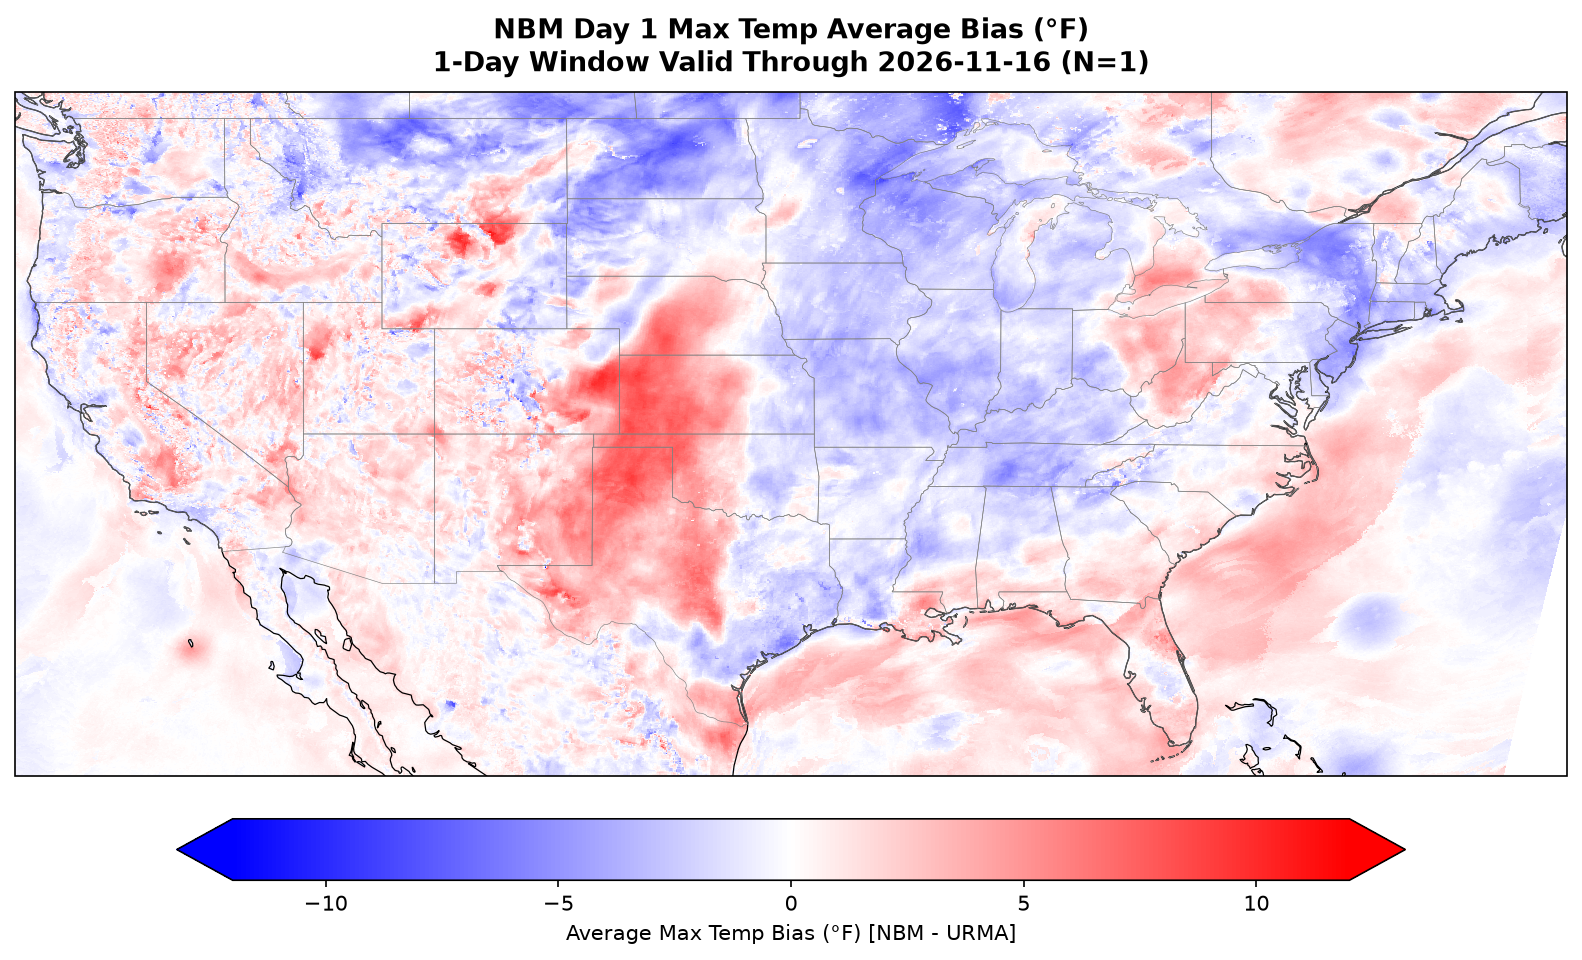 NBM Day 1 Max Temp Average Bias (°F)
1-Day Window Valid Through 2026-11-16 (N=1)
−10 −5 0 5 10
Average Max Temp Bias (°F) [NBM - URMA]